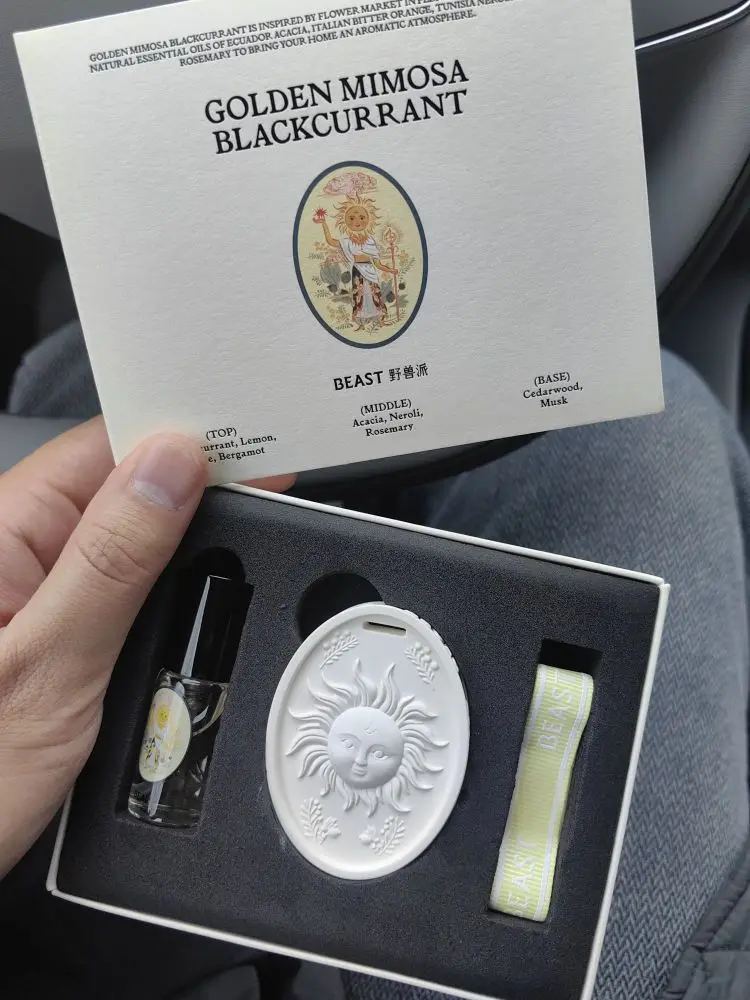 GOLDEN MIMOSA BLACKCURRANT IS INSPIRED BY FLOWER MARKET IN
NATURAL ESSENTIAL OILS OF ECUADOR ACACIA, ITALIAN BITTER ORANGE, TUNISIA
ROSEMARY TO BRING YOUR HOME AN AROMATIC ATMOSPHERE.
GOLDEN MIMOSA
BLACKCURRANT
BEAST 野兽派
(TOP)
Lemon,
Bergamot
(MIDDLE)
Acacia, Neroli,
Rosemary
(BASE)
Cedarwood,
Musk
BEAST